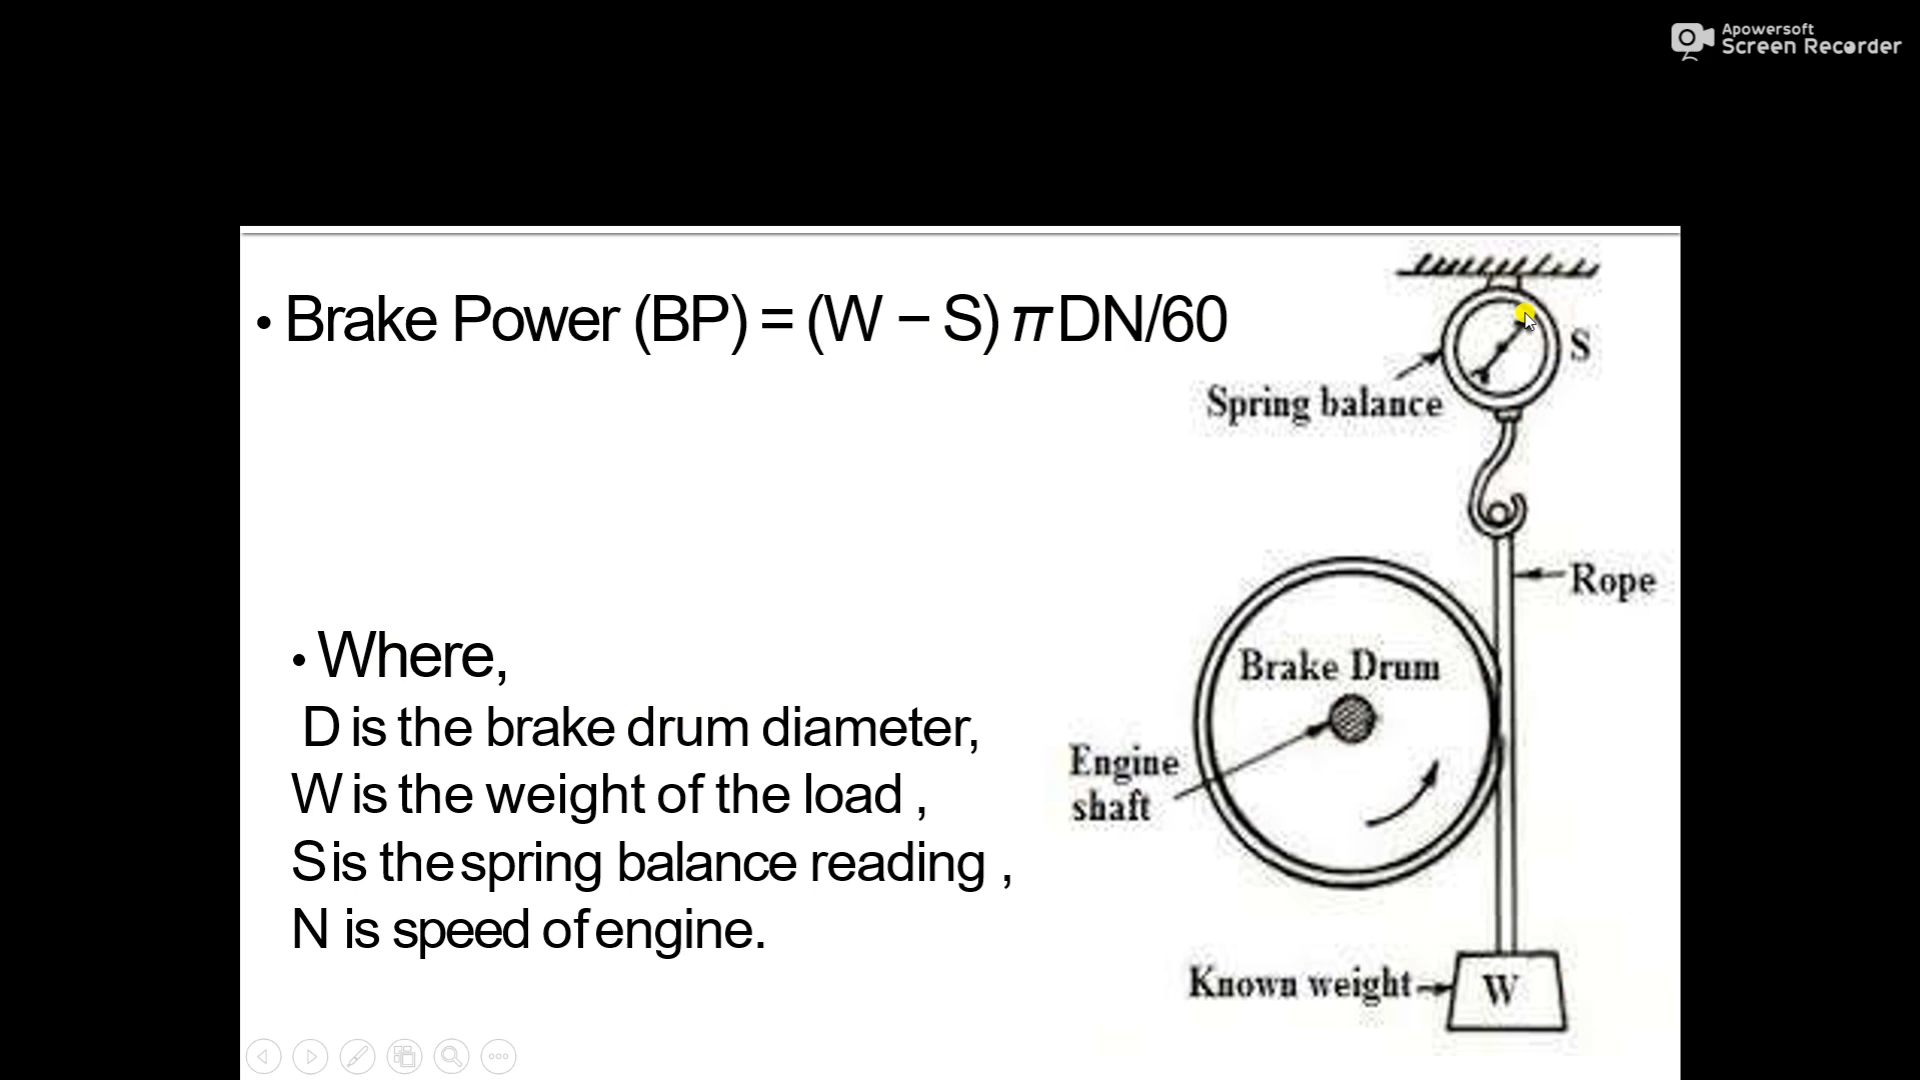 Apowersoft
Screen Recorder
• Brake Power (BP) = (W − S) π DN/60
S
Spring balance
Rope
Brake Drum
Engine
shaft
Known weight
W
• Where,
D is the brake drum diameter,
W is the weight of the load ,
S is the spring balance reading ,
N is speed of engine.